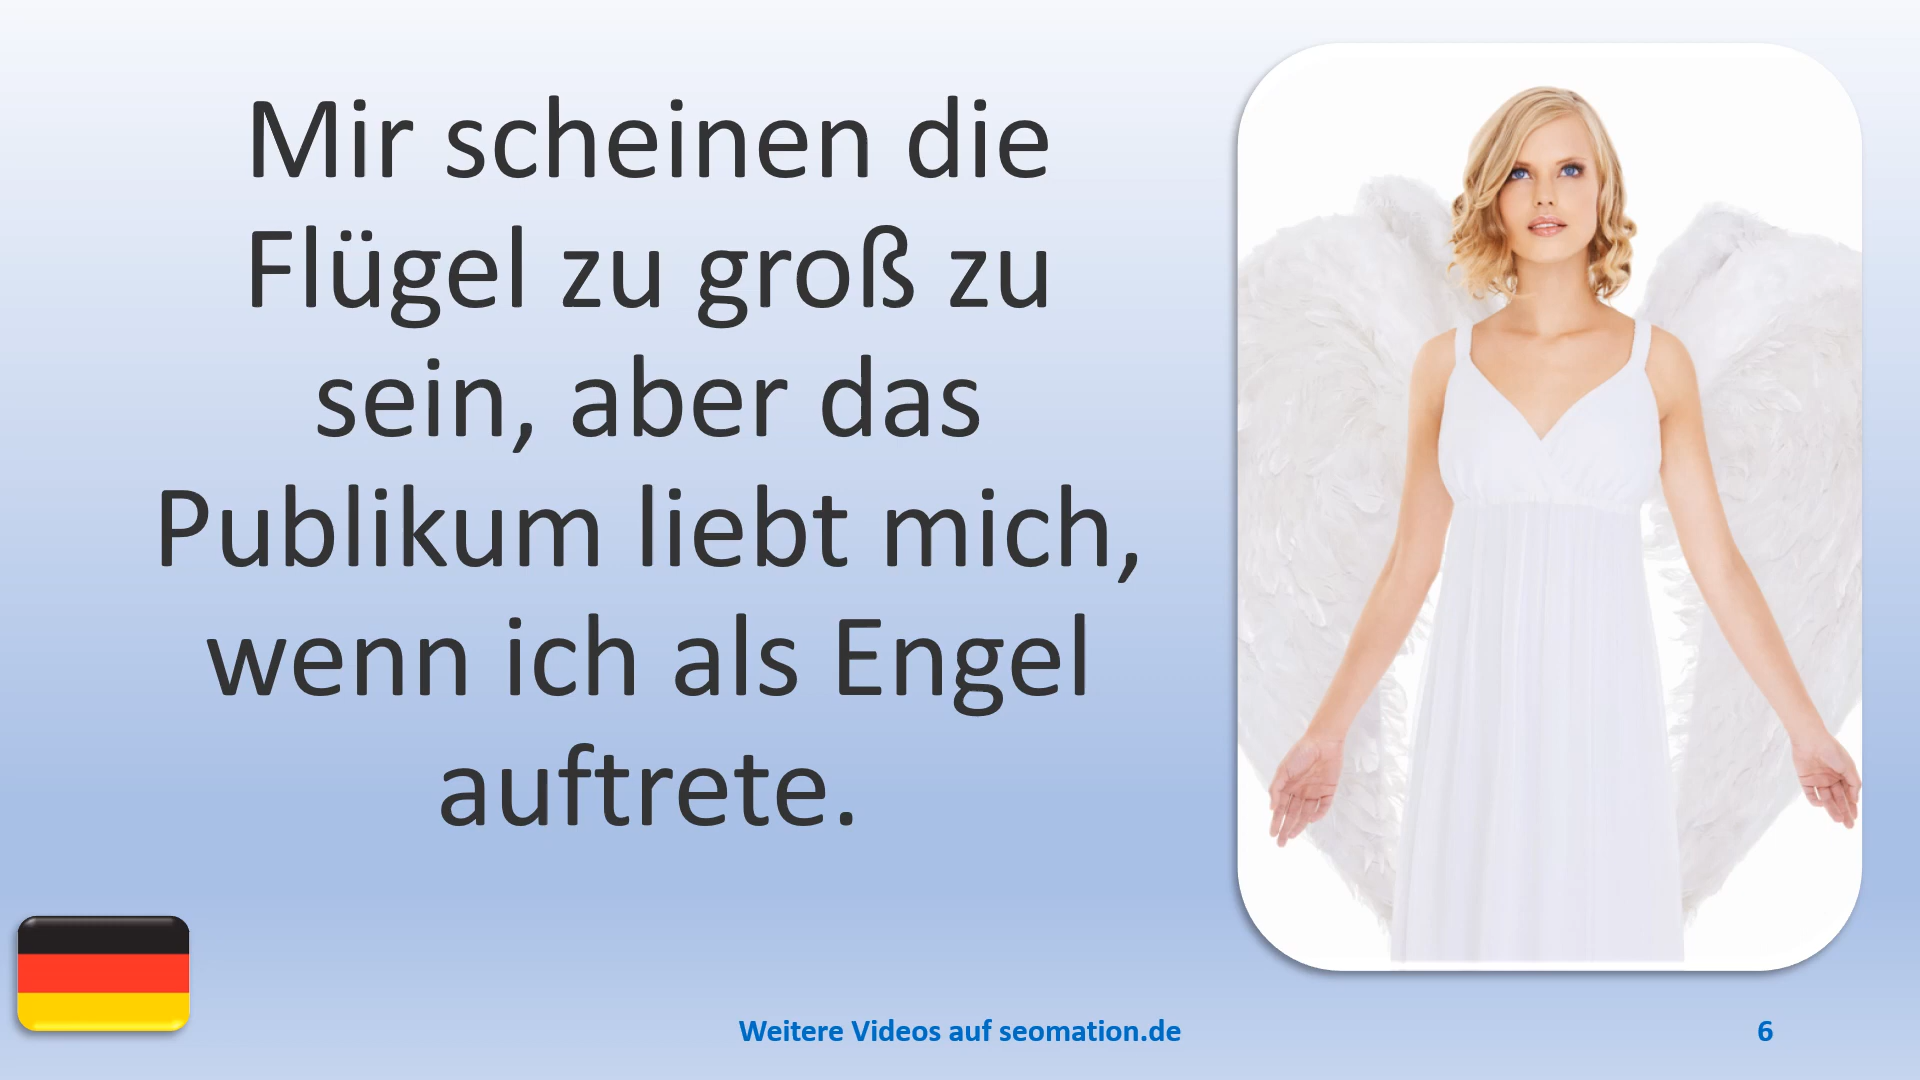 Mir scheinen die
Flügel zu groß zu
sein, aber das
Publikum liebt mich,
wenn ich als Engel
auftrete.
Weitere Videos auf seomation.de
6